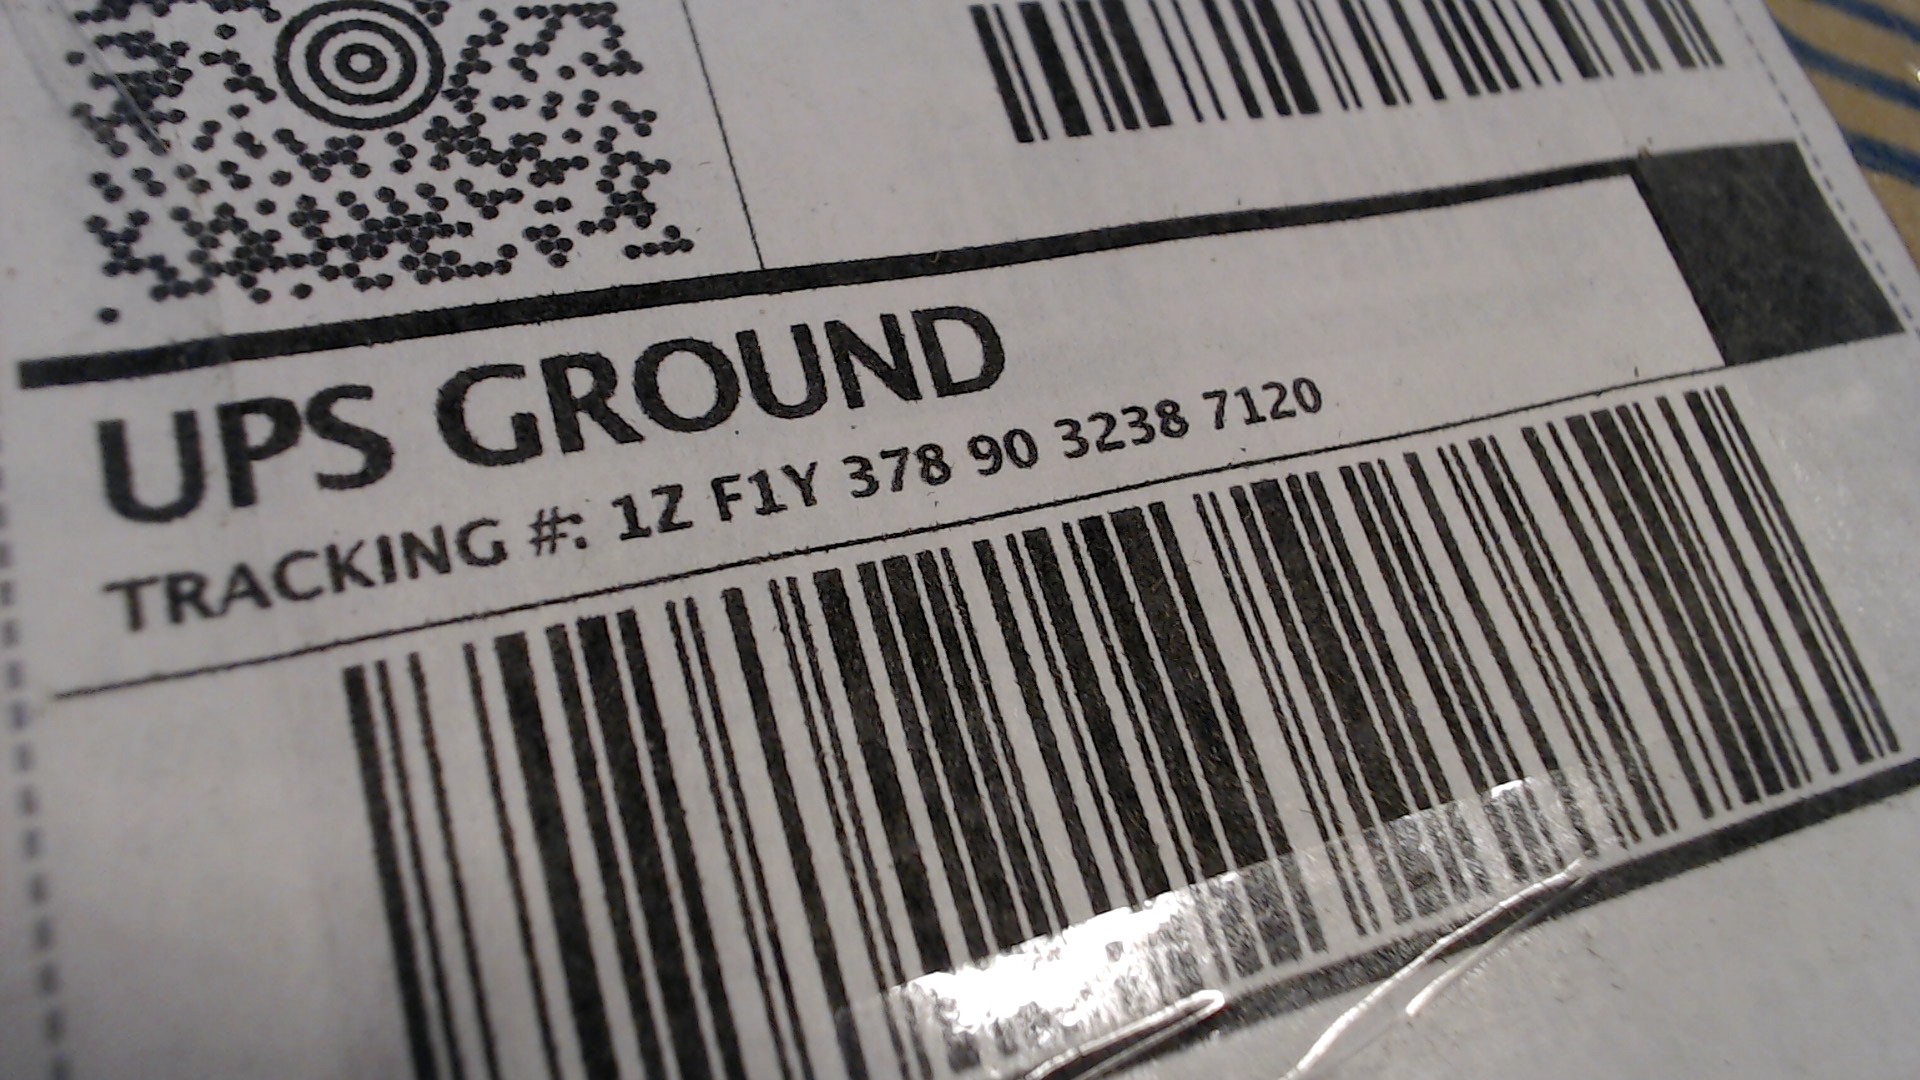 UPS GROUND
TRACKING #: 1Z F1Y 378 90 3238 7120